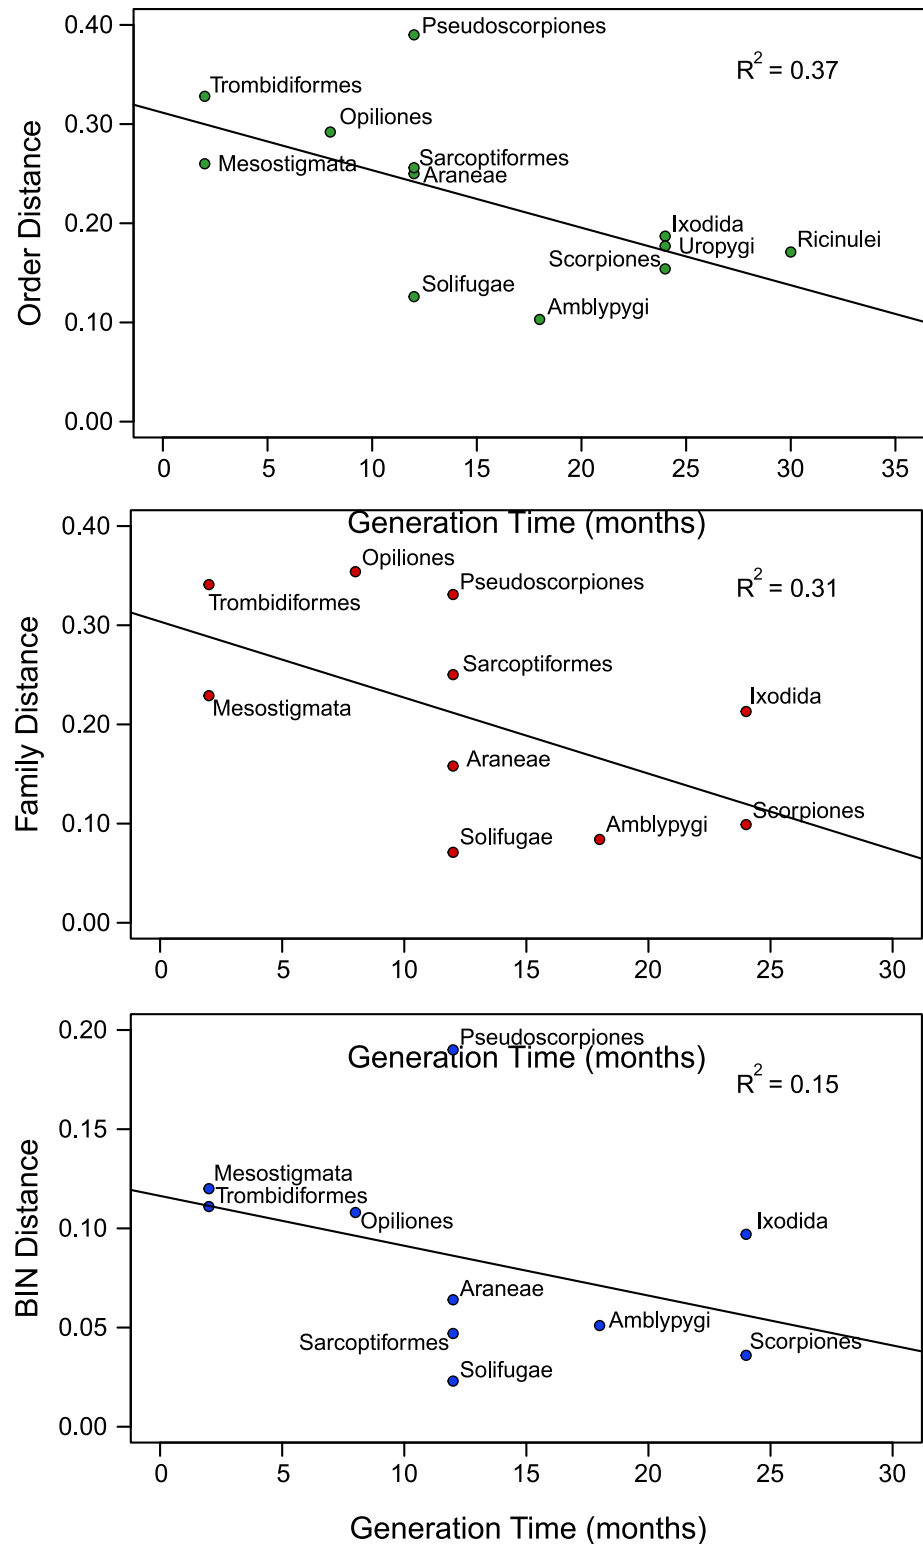 0.40
Pseudoscorpiones
R2 = 0.37
Trombidiformes
Opiliones
0.30
Sarcoptiformes
Mesostigmata
Araneae
Order Distance
0.20
Ixodida
Uropygi
Ricinulei
Scorpiones
Solifugae
Amblypygi
0.10
0.00
0 5 10 15 20 25 30 35
Generation Time (months)
0.40
Opiliones
Pseudoscorpiones
R2 = 0.31
Trombidiformes
0.30
Sarcoptiformes
Ixodida
Mesostigmata
Family Distance
0.20
Araneae
Amblypygi
Scorpiones
Solifugae
0.10
0.00
0 5 10 15 20 25 30
0.20
Pseudoscorpiones
Generation Time (months)
R2 = 0.15
0.15
Mesostigmata
Trombidiformes
Opiliones
Ixodida
BIN Distance
0.10
Araneae
Amblypygi
Sarcoptiformes
Scorpiones
Solifugae
0.05
0.00
0 5 10 15 20 25 30
Generation Time (months)